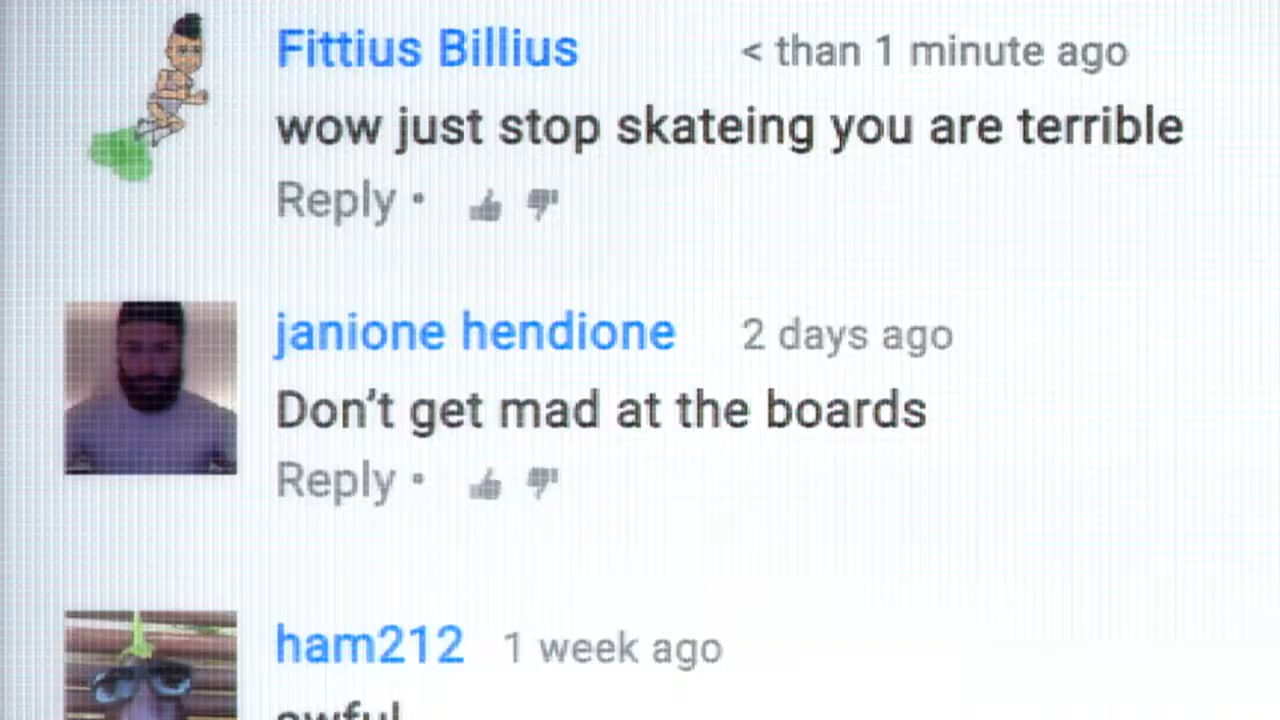 Fittius Billius < than 1 minute ago
wow just stop skateing you are terrible
Reply •
janione hendione 2 days ago
Don't get mad at the boards
Reply •
ham212 1 week ago
awful